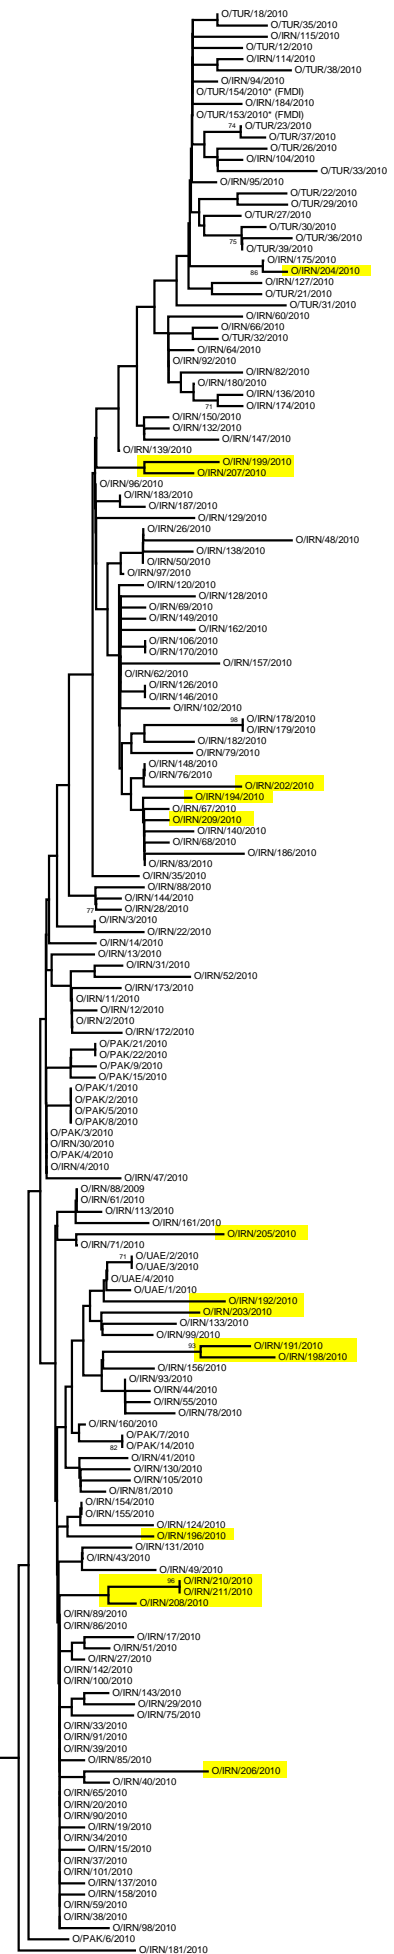 O/TUR/18/2010
O/TUR/35/2010
O/IRN/115/2010
O/TUR/12/2010
O/IRN/114/2010
O/TUR/38/2010
O/IRN/94/2010
O/TUR/154/2010* (FMDI)
O/IRN/184/2010
O/TUR/153/2010* (FMDI)
74 O/TUR/23/2010
O/TUR/37/2010
O/TUR/26/2010
O/IRN/104/2010
O/TUR/33/2010
O/IRN/95/2010
O/TUR/22/2010
O/TUR/29/2010
O/TUR/27/2010
O/TUR/30/2010
O/TUR/36/2010
75 O/TUR/39/2010
O/IRN/175/2010
86 O/IRN/204/2010
O/IRN/127/2010
O/TUR/21/2010
O/TUR/31/2010
O/IRN/60/2010
O/IRN/66/2010
O/TUR/32/2010
O/IRN/64/2010
O/IRN/92/2010
O/IRN/82/2010
O/IRN/180/2010
O/IRN/136/2010
71 O/IRN/174/2010
O/IRN/150/2010
O/IRN/132/2010
O/IRN/147/2010
O/IRN/139/2010
O/IRN/199/2010
O/IRN/207/2010
O/IRN/96/2010
O/IRN/183/2010
O/IRN/187/2010
O/IRN/129/2010
O/IRN/26/2010
O/IRN/48/2010
O/IRN/138/2010
O/IRN/50/2010
O/IRN/97/2010
O/IRN/120/2010
O/IRN/128/2010
O/IRN/69/2010
O/IRN/149/2010
O/IRN/162/2010
O/IRN/106/2010
O/IRN/170/2010
O/IRN/157/2010
O/IRN/62/2010
O/IRN/126/2010
O/IRN/146/2010
O/IRN/102/2010
98 O/IRN/178/2010
O/IRN/179/2010
O/IRN/182/2010
O/IRN/79/2010
O/IRN/148/2010
O/IRN/76/2010
O/IRN/202/2010
O/IRN/194/2010
O/IRN/67/2010
O/IRN/209/2010
O/IRN/140/2010
O/IRN/68/2010
O/IRN/186/2010
O/IRN/83/2010
O/IRN/35/2010
O/IRN/88/2010
O/IRN/144/2010
77 O/IRN/28/2010
O/IRN/3/2010
O/IRN/22/2010
O/IRN/14/2010
O/IRN/13/2010
O/IRN/31/2010
O/IRN/52/2010
O/IRN/173/2010
O/IRN/11/2010
O/IRN/12/2010
O/IRN/2/2010
O/IRN/172/2010
O/PAK/21/2010
O/PAK/22/2010
O/PAK/9/2010
O/PAK/15/2010
O/PAK/1/2010
O/PAK/2/2010
O/PAK/5/2010
O/PAK/8/2010
O/PAK/3/2010
O/IRN/30/2010
O/PAK/4/2010
O/IRN/4/2010
O/IRN/47/2010
O/IRN/88/2009
O/IRN/61/2010
O/IRN/113/2010
O/IRN/161/2010
O/IRN/205/2010
O/IRN/71/2010
71 O/UAE/2/2010
O/UAE/3/2010
O/UAE/4/2010
O/UAE/1/2010
O/IRN/192/2010
O/IRN/203/2010
O/IRN/133/2010
O/IRN/99/2010
93 O/IRN/191/2010
O/IRN/198/2010
O/IRN/156/2010
O/IRN/93/2010
O/IRN/44/2010
O/IRN/55/2010
O/IRN/78/2010
O/IRN/160/2010
O/PAK/7/2010
82 O/PAK/14/2010
O/IRN/41/2010
O/IRN/130/2010
O/IRN/105/2010
O/IRN/81/2010
O/IRN/154/2010
O/IRN/155/2010
O/IRN/124/2010
O/IRN/196/2010
O/IRN/131/2010
O/IRN/43/2010
O/IRN/49/2010
96 O/IRN/210/2010
O/IRN/211/2010
O/IRN/208/2010
O/IRN/89/2010
O/IRN/86/2010
O/IRN/17/2010
O/IRN/51/2010
O/IRN/27/2010
O/IRN/142/2010
O/IRN/100/2010
O/IRN/143/2010
O/IRN/29/2010
O/IRN/75/2010
O/IRN/33/2010
O/IRN/91/2010
O/IRN/39/2010
O/IRN/85/2010
O/IRN/206/2010
O/IRN/40/2010
O/IRN/65/2010
O/IRN/20/2010
O/IRN/90/2010
O/IRN/19/2010
O/IRN/34/2010
O/IRN/15/2010
O/IRN/37/2010
O/IRN/101/2010
O/IRN/137/2010
O/IRN/158/2010
O/IRN/59/2010
O/IRN/38/2010
O/IRN/98/2010
O/PAK/6/2010
O/IRN/181/2010